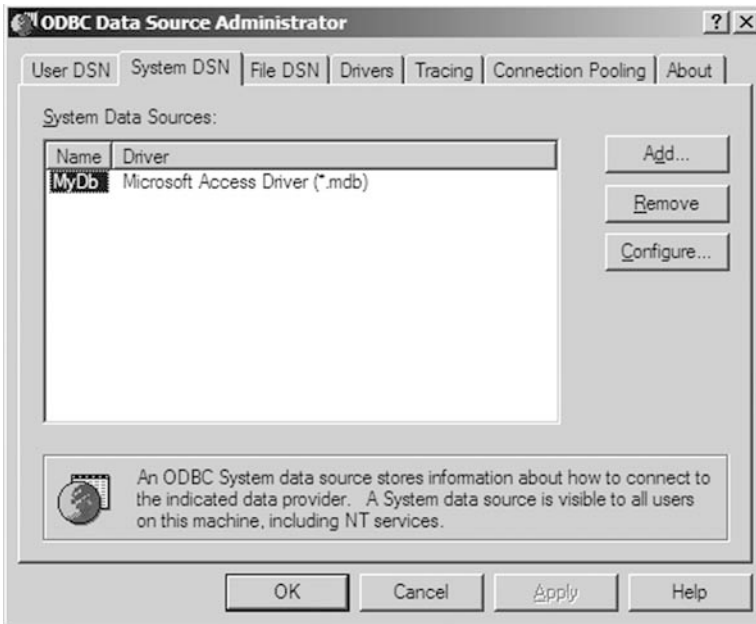 ODBC Data Source Administrator
User DSN System DSN File DSN Drivers Tracing Connection Pooling About
System Data Sources:
Name Driver
MyDb Microsoft Access Driver (*.mdb)
Add...
Remove
Configure...
An ODBC System data source stores information about how to connect to
the indicated data provider. A System data source is visible to all users
on this machine, including NT services.
OK Cancel Apply Help